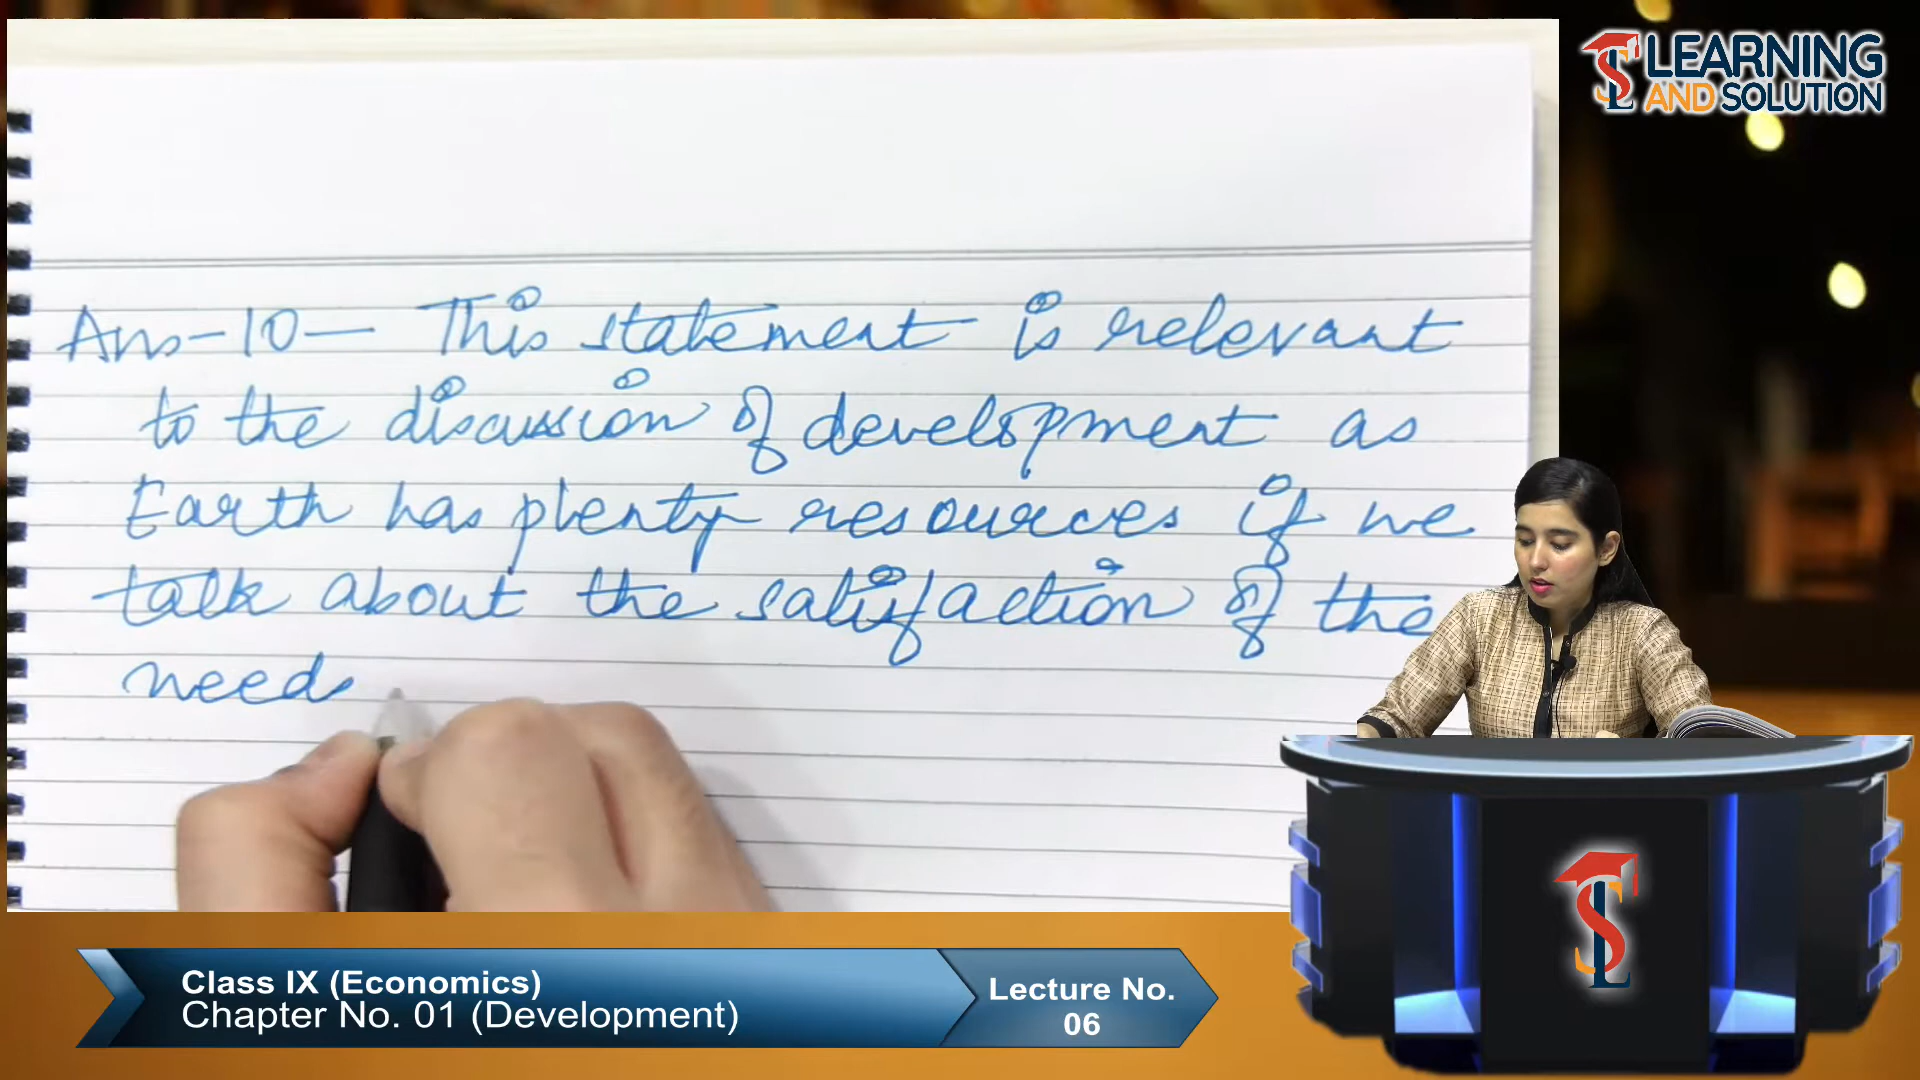 LEARNING
AND SOLUTION
Ans-10- This statement is relevant
to the discussion of development as
Earth has plenty resources if we
talk about the satisfaction of the
needs
Class IX (Economics)
Chapter No. 01 (Development)
Lecture No.
06